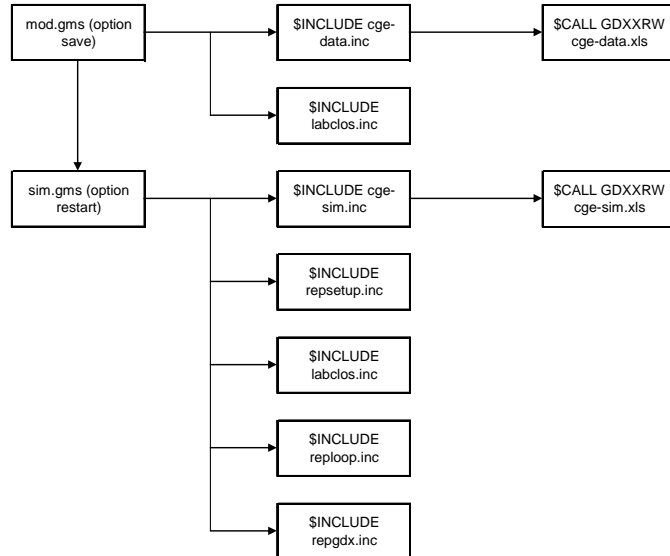 mod.gms (option
save)
$INCLUDE cge-
data.inc
$CALL GDXXRW
cge-data.xls
$INCLUDE
labclos.inc
sim.gms (option
restart)
$INCLUDE cge-
sim.inc
$CALL GDXXRW
cge-sim.xls
$INCLUDE
repsetup.inc
$INCLUDE
labclos.inc
$INCLUDE
reploop.inc
$INCLUDE
repgdx.inc